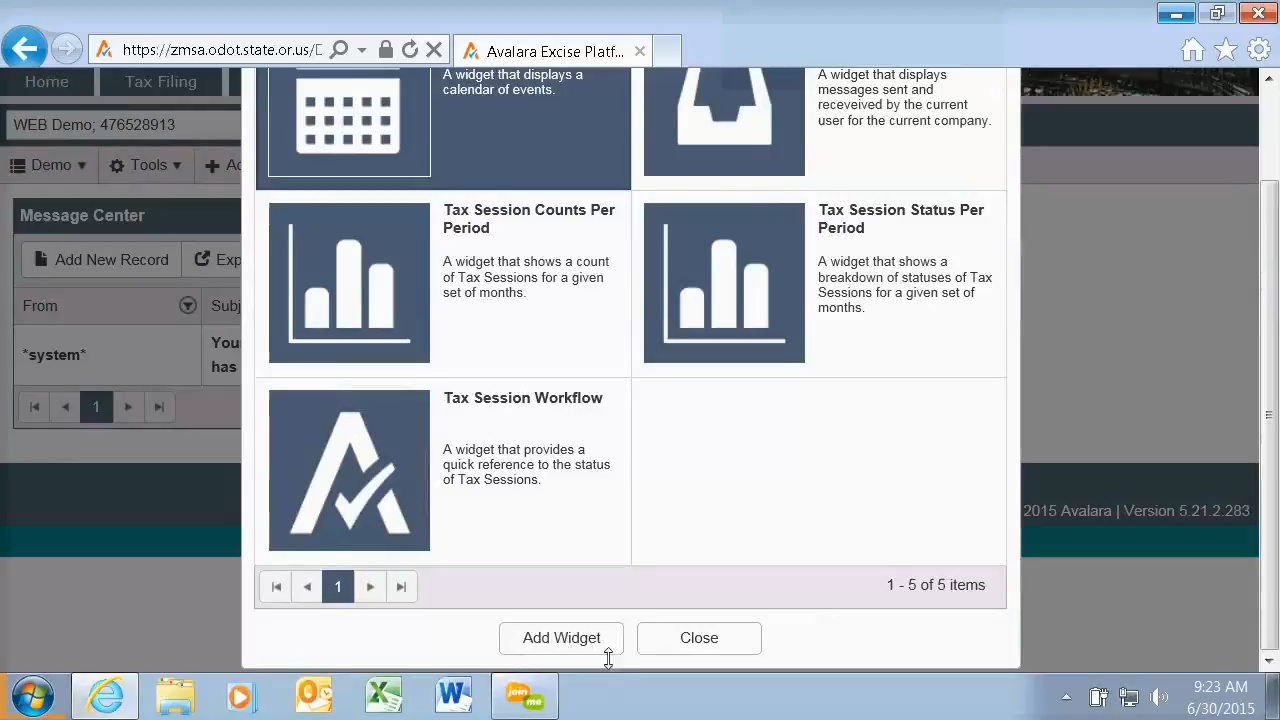 https://zmsa.odot.state.or.us/D
Avalara Excise Platf...
Home
Tax Filing
WEB Demo; 476528913
Demo
Tools
Message Center
Add New Record
From
*system*
has
1
A widget that displays a
calendar of events.
A widget that displays
messages sent and
receveived by the current
user for the current company.
Tax Session Counts Per
Period
A widget that shows a count
of Tax Sessions for a given
set of months.
Tax Session Status Per
Period
A widget that shows a
breakdown of statuses of Tax
Sessions for a given set of
months.
Tax Session Workflow
A widget that provides a
quick reference to the status
of Tax Sessions.
1
1 - 5 of 5 items
Add Widget
Close
2015 Avalara | Version 5.21.2.283
join
me
9:23 AM
6/30/2015